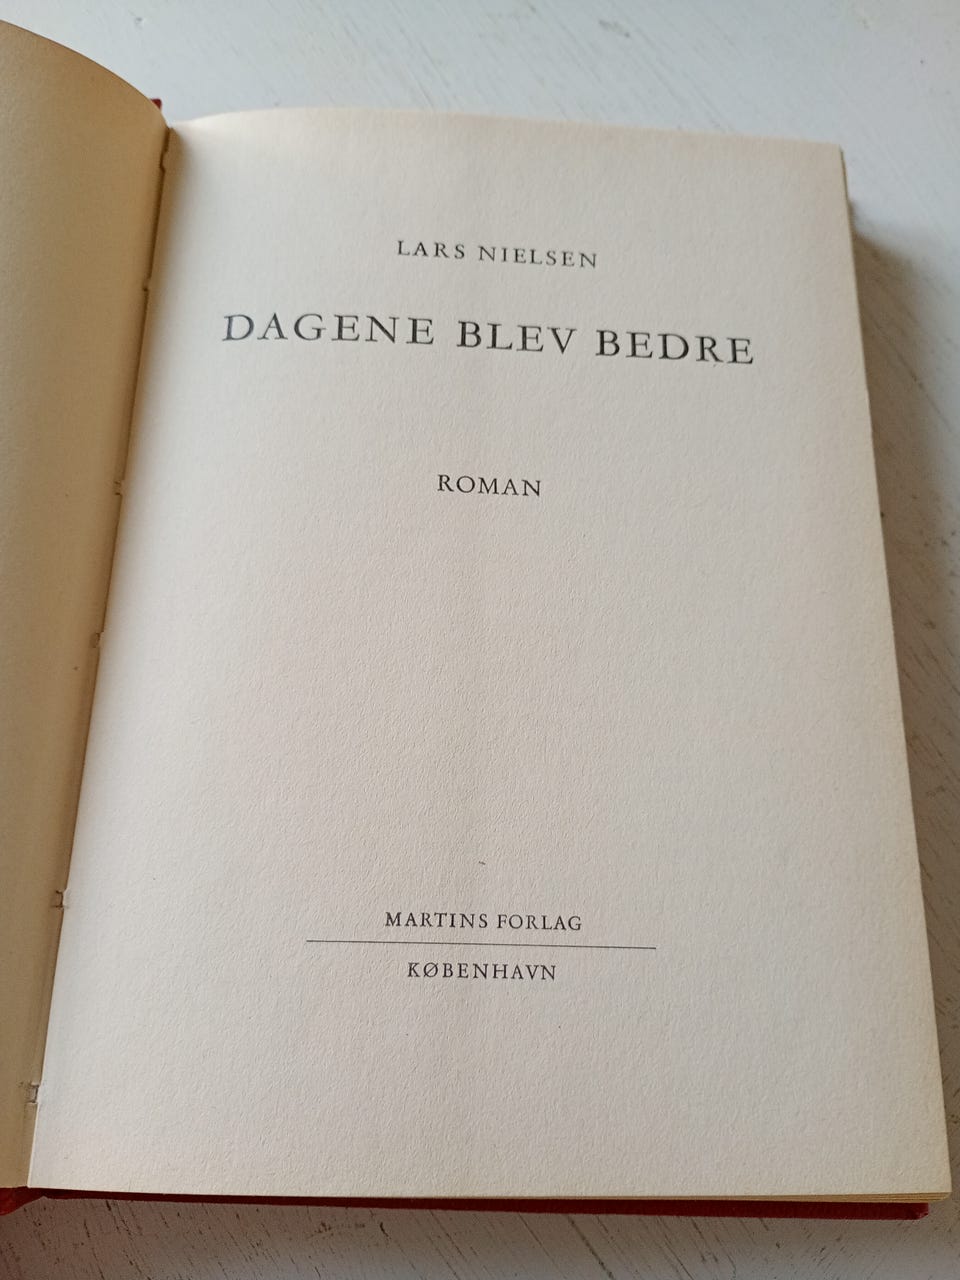 LARS NIELSEN
DAGENE BLEV BEDRE
ROMAN
MARTINS FORLAG
KØBENHAVN